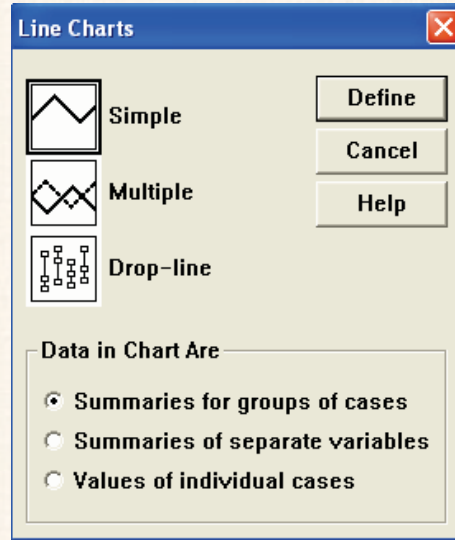 Line Charts
Simple
Multiple
Drop-line
Define
Cancel
Help
Data in Chart Are
Summaries for groups of cases
Summaries of separate variables
Values of individual cases